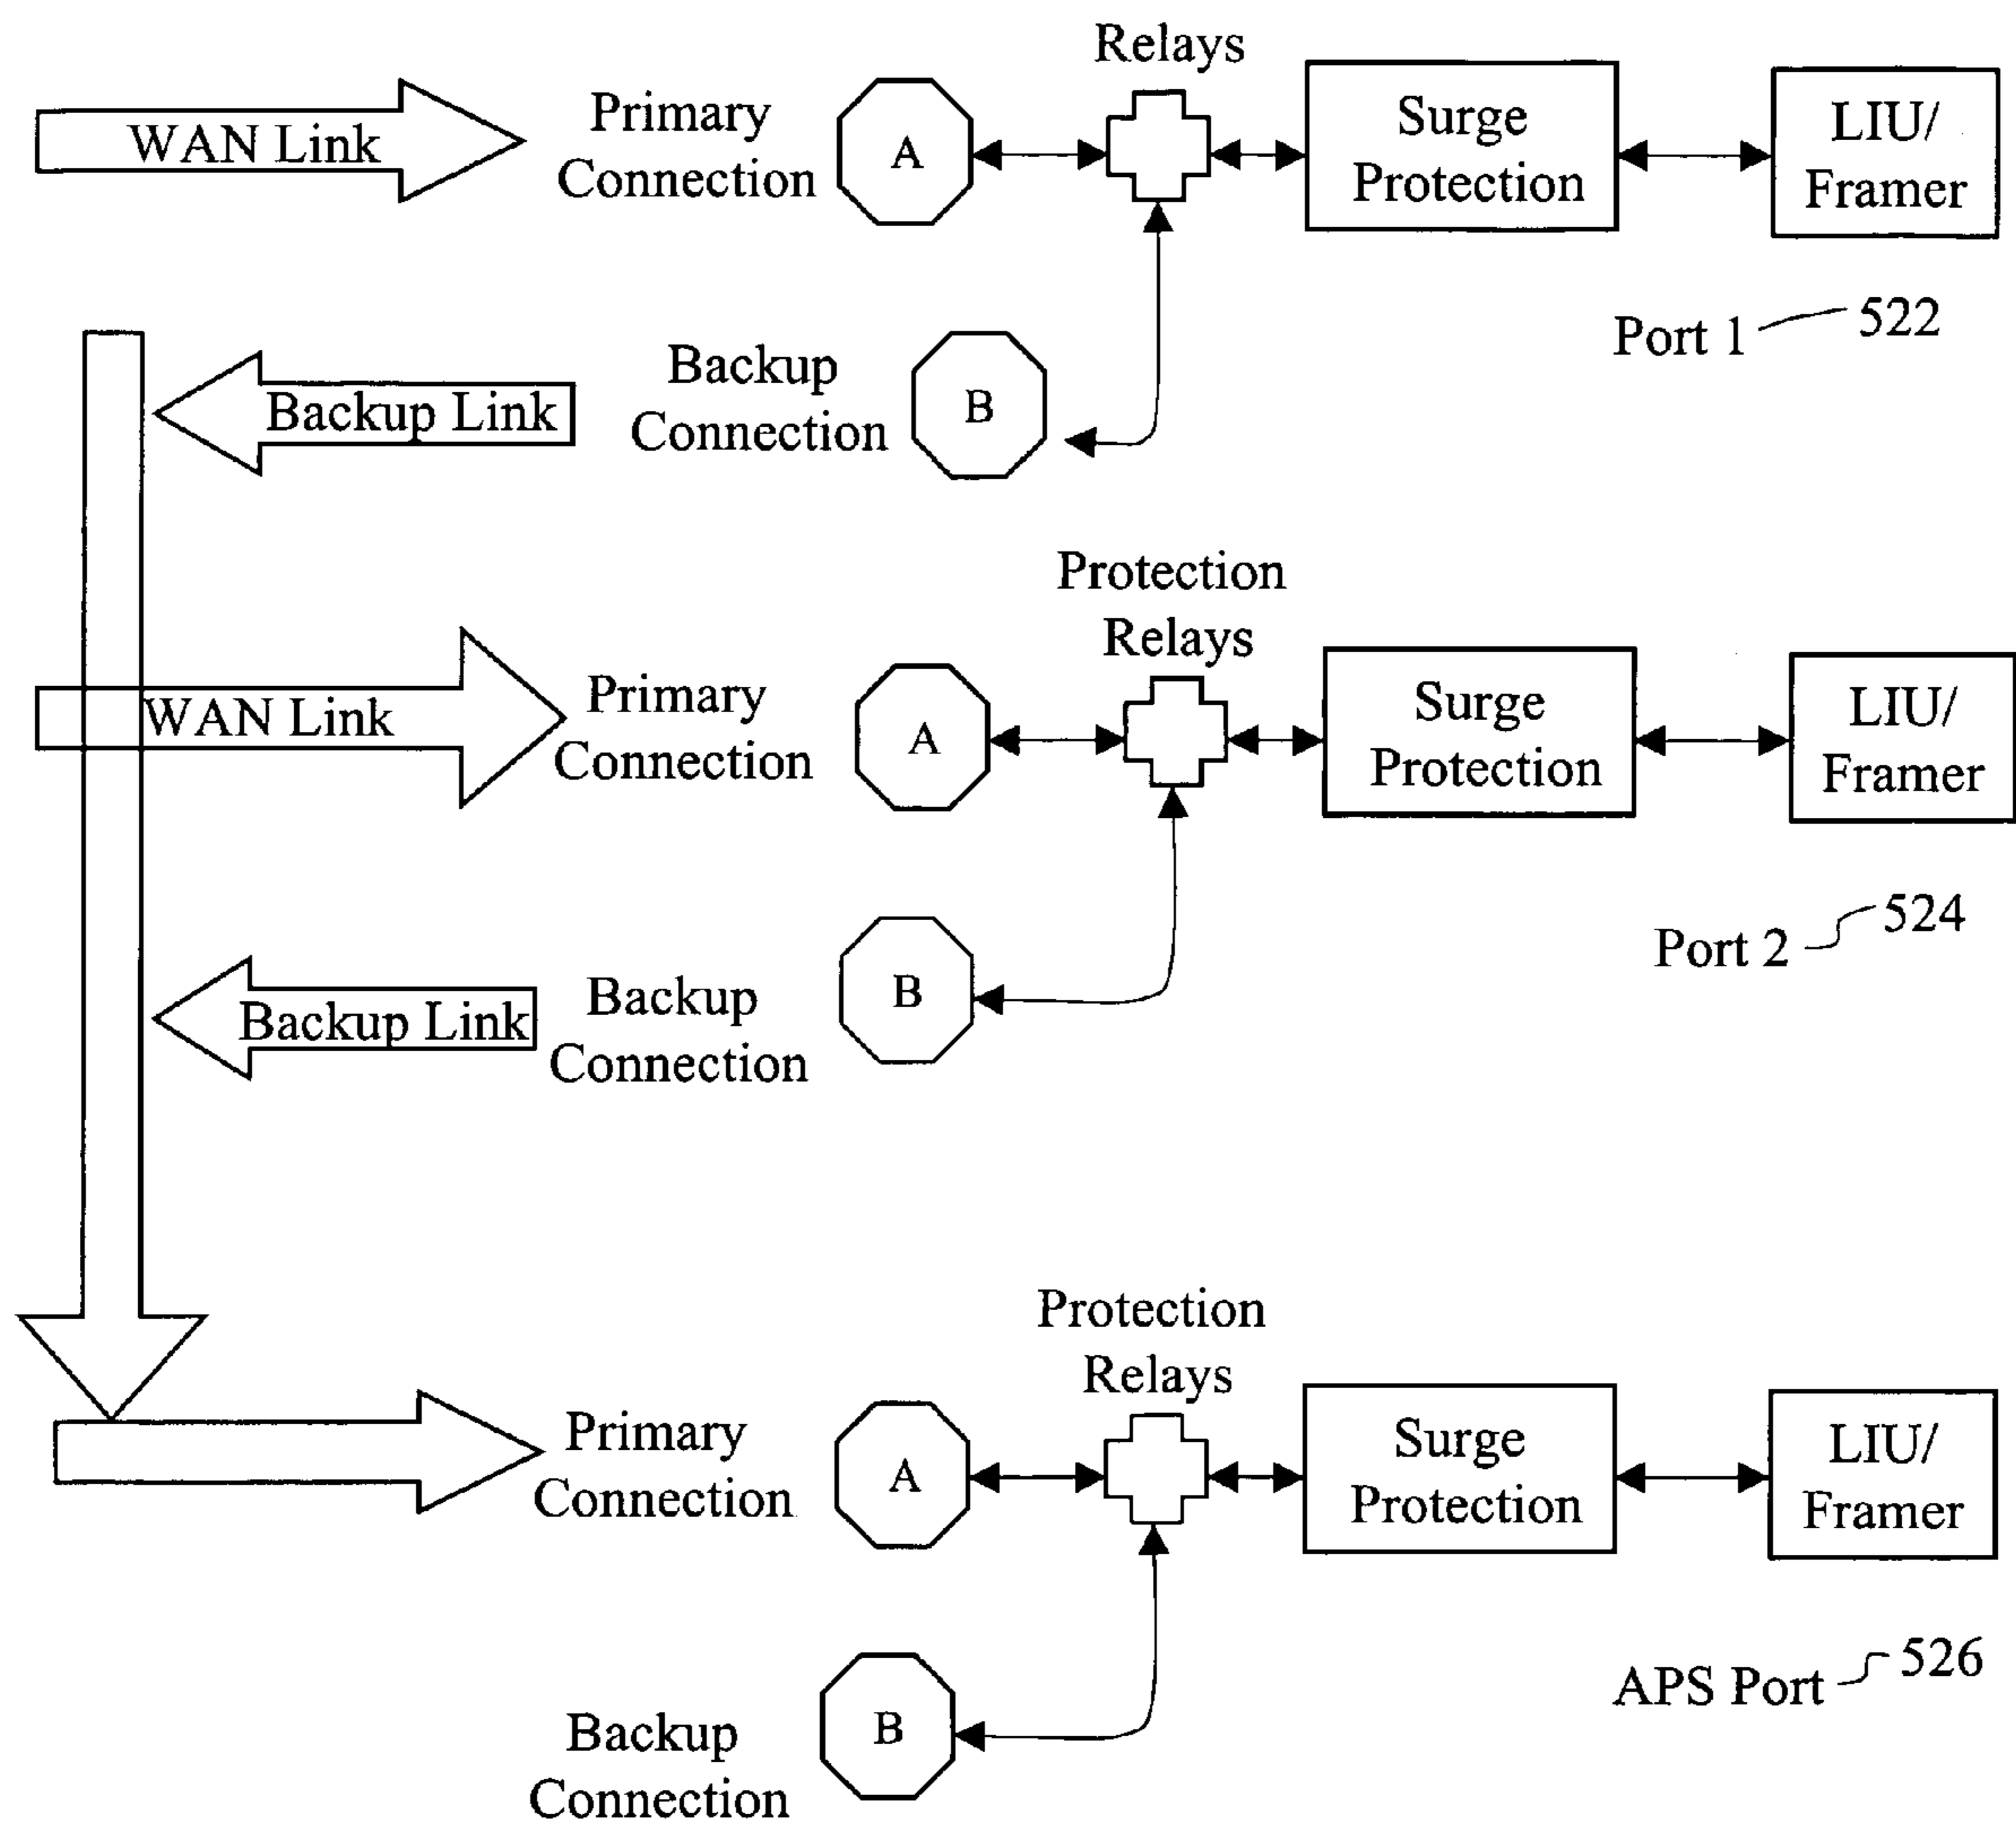 Relays
WAN Link
Primary
Connection
A
Surge
Protection
LIU/
Framer
Port 1
522
Backup Link
Backup
Connection
B
Protection
Relays
WAN Link
Primary
Connection
A
Surge
Protection
LIU/
Framer
Port 2
524
Backup Link
Backup
Connection
B
Protection
Relays
Primary
Connection
A
Surge
Protection
LIU/
Framer
APS Port
526
Backup
Connection
B